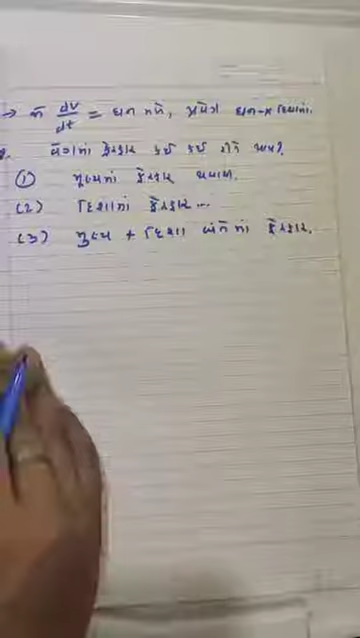 → જો dv/dt = ધન મળે, પ્રવેગ ધન-x દિશામાં.
વેગમાં ફેરફાર કઈ કઈ રીતે થાય?
(1) મૂલ્યમાં ફેરફાર થવાથી.
(2) દિશામાં ફેરફાર...
(3) મૂલ્ય + દિશા બંને માં ફેરફાર.